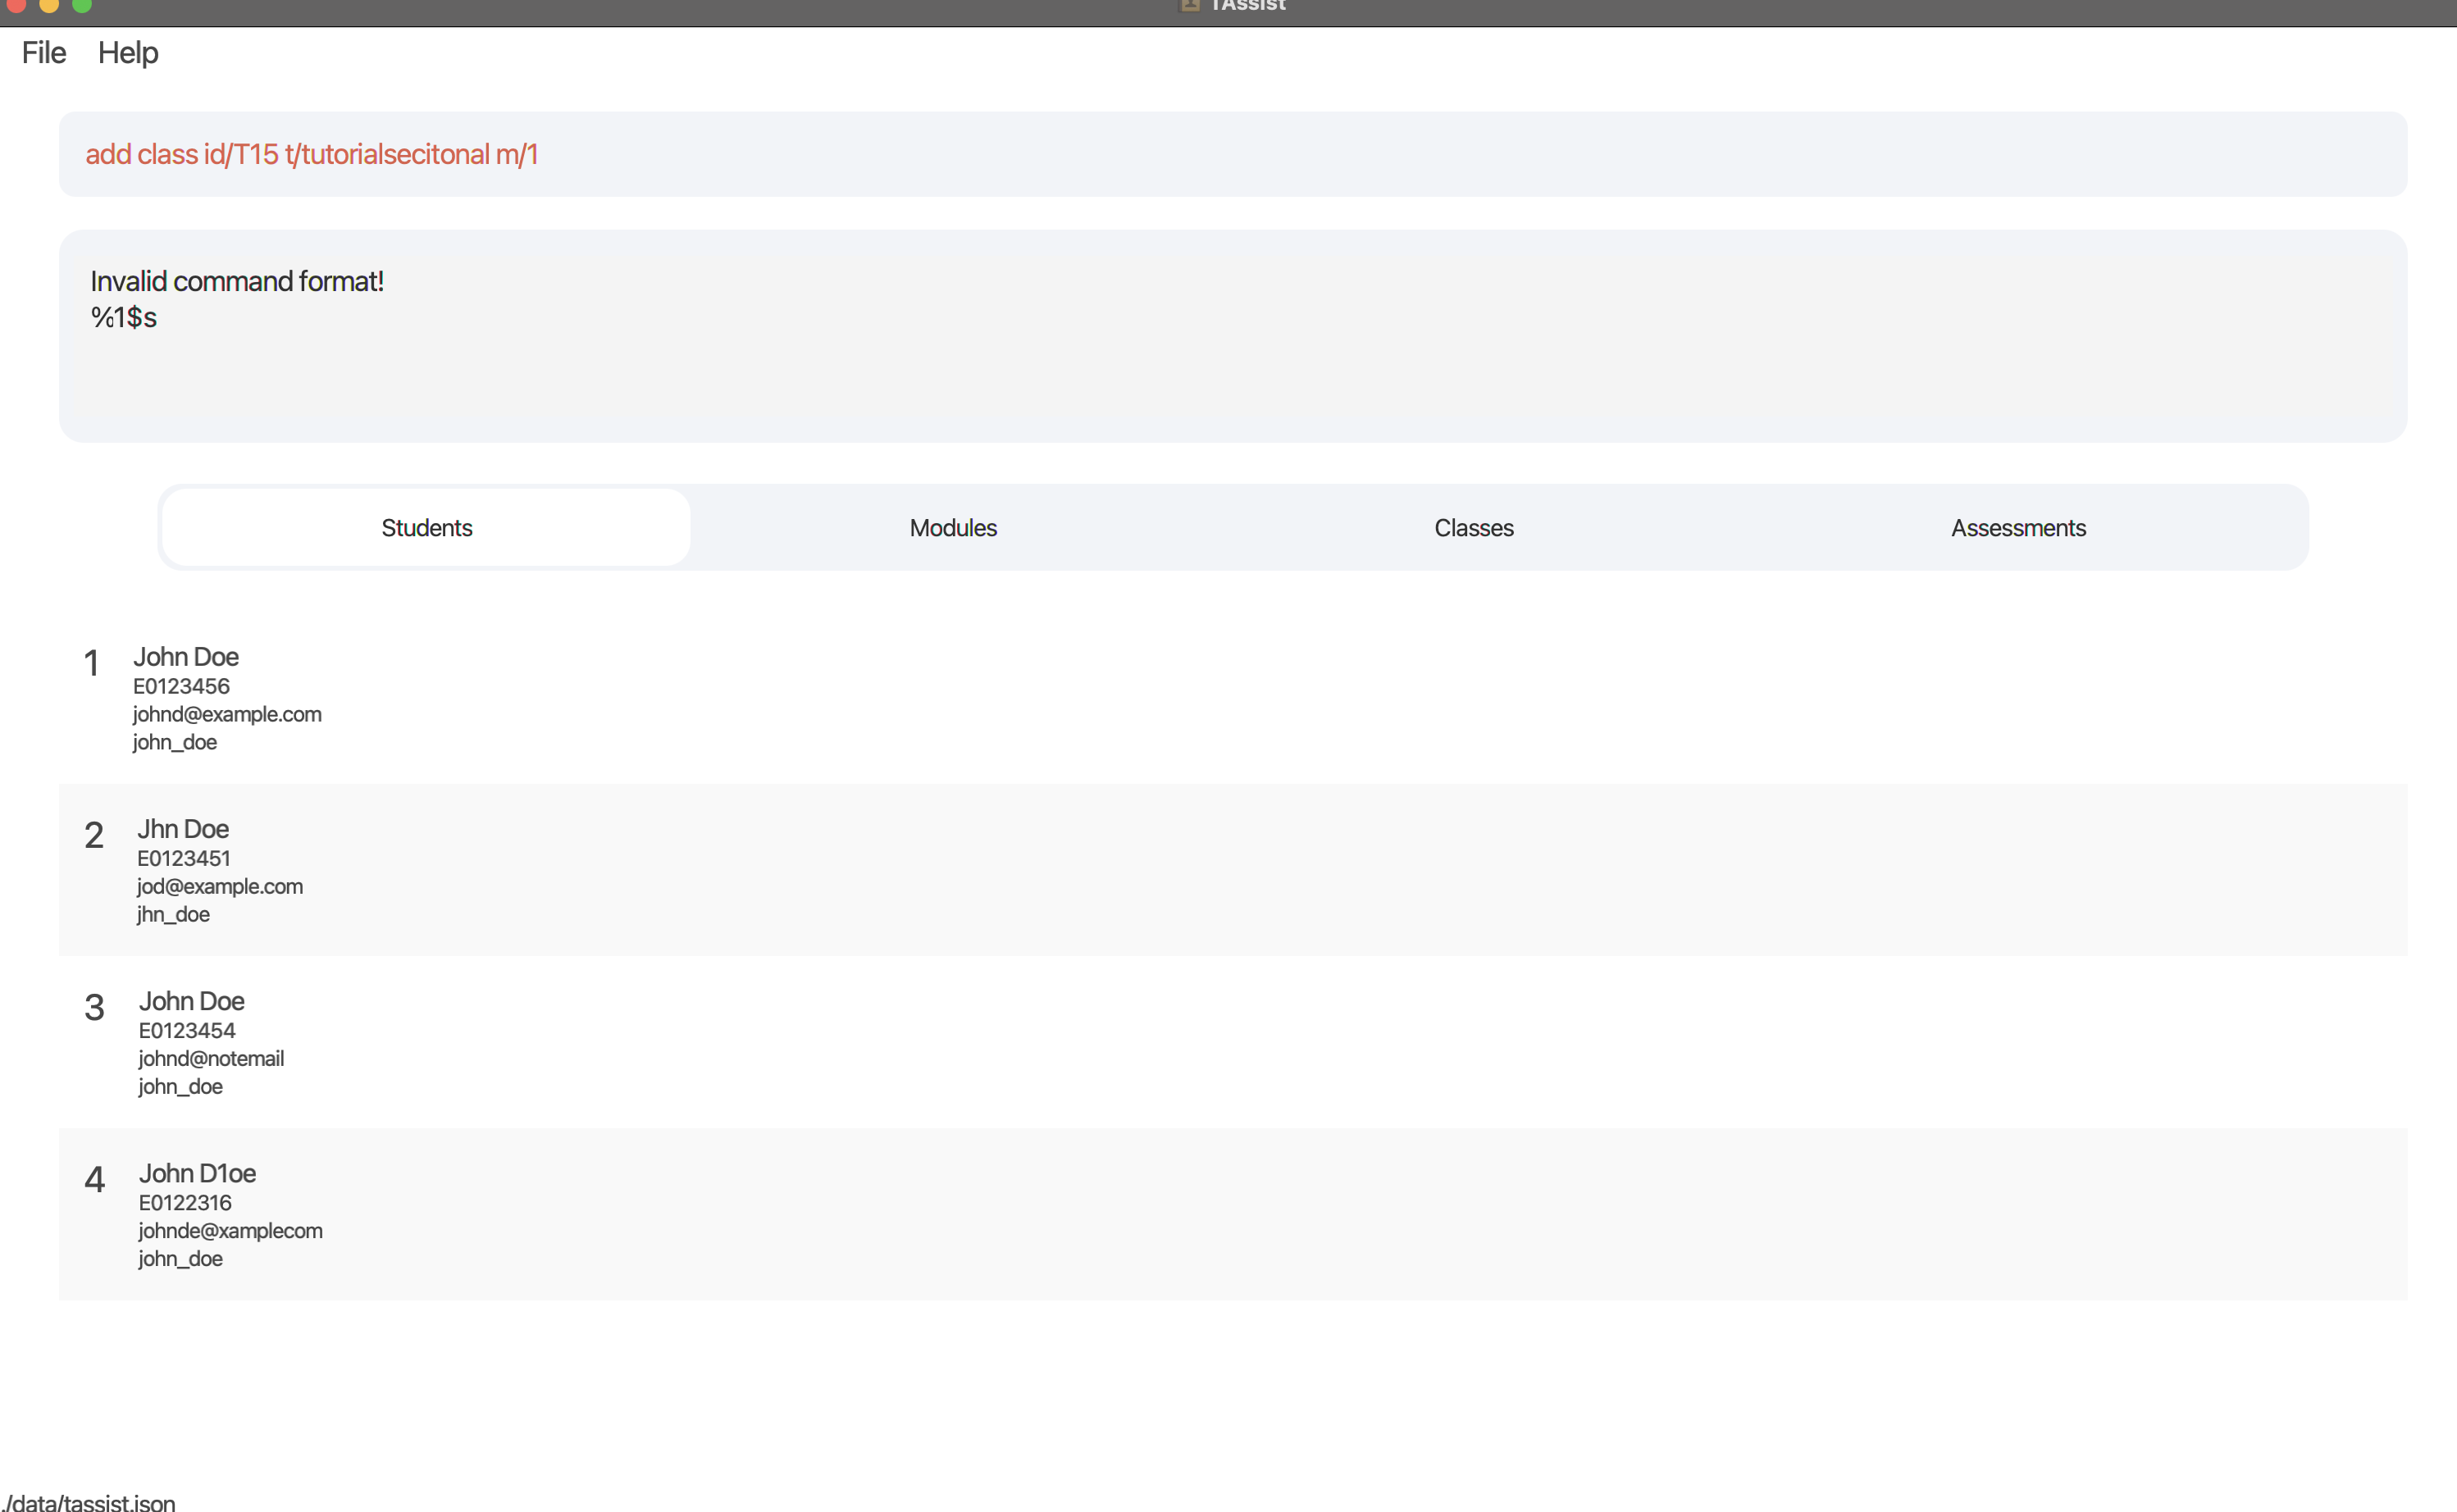 TAssist
File Help
add class id/T15 t/tutorialsecitonal m/1
Invalid command format!
%1$s
Students Modules Classes Assessments
1 John Doe
E0123456
johnd@example.com
john_doe
2 Jhn Doe
E0123451
jod@example.com
jhn_doe
3 John Doe
E0123454
johnd@notemail
john_doe
4 John D1oe
E0122316
johnde@xamplecom
john_doe
./data/tassist.json